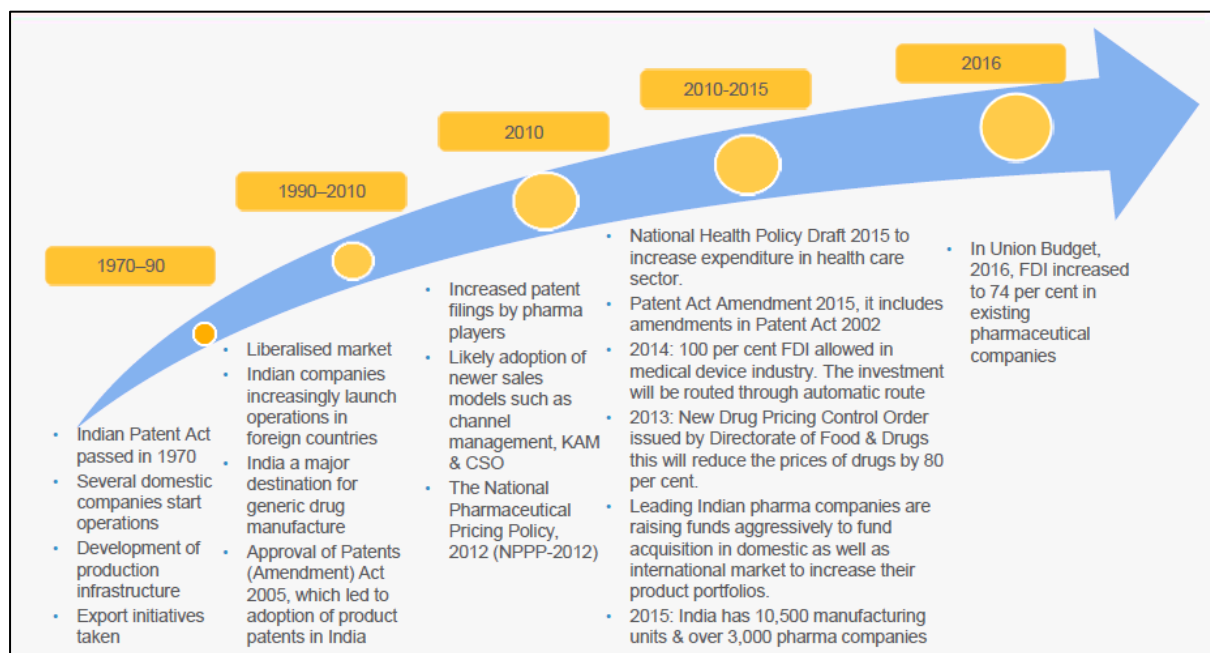 1970–90
• Indian Patent Act
passed in 1970
• Several domestic
companies start
operations
• Development of
production
infrastructure
• Export initiatives
taken
1990–2010
• Liberalised market
• Indian companies
increasingly launch
operations in
foreign countries
• India a major
destination for
generic drug
manufacture
• Approval of Patents
(Amendment) Act
2005, which led to
adoption of product
patents in India
2010
• Increased patent
filings by pharma
players
• Likely adoption of
newer sales
models such as
channel
management, KAM
& CSO
• The National
Pharmaceutical
Pricing Policy,
2012 (NPPP-2012)
2010-2015
• National Health Policy Draft 2015 to
increase expenditure in health care
sector.
• Patent Act Amendment 2015, it includes
amendments in Patent Act 2002
• 2014: 100 per cent FDI allowed in
medical device industry. The investment
will be routed through automatic route
• 2013: New Drug Pricing Control Order
issued by Directorate of Food & Drugs
this will reduce the prices of drugs by 80
per cent.
• Leading Indian pharma companies are
raising funds aggressively to fund
acquisition in domestic as well as
international market to increase their
product portfolios.
• 2015: India has 10,500 manufacturing
units & over 3,000 pharma companies
2016
• In Union Budget,
2016, FDI increased
to 74 per cent in
existing
pharmaceutical
companies